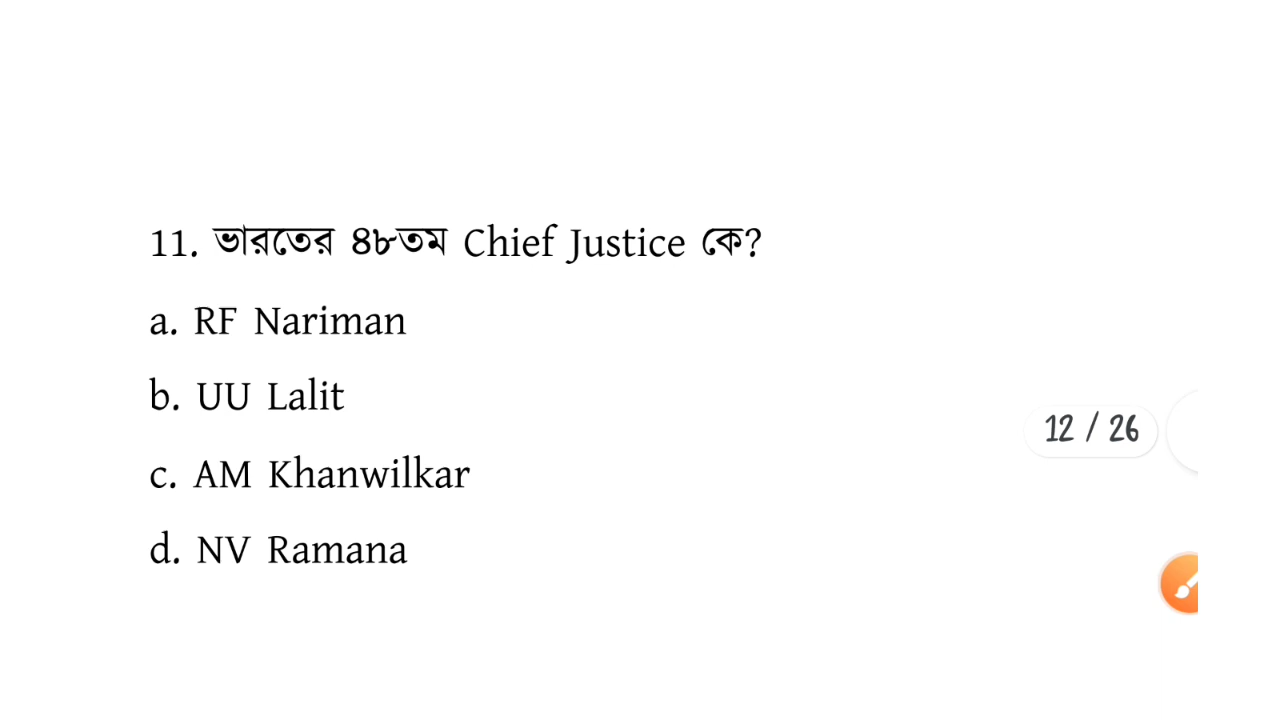 11. ভারতের ৪৮তম Chief Justice কে?
a. RF Nariman
b. UU Lalit
c. AM Khanwilkar
12 / 26
d. NV Ramana